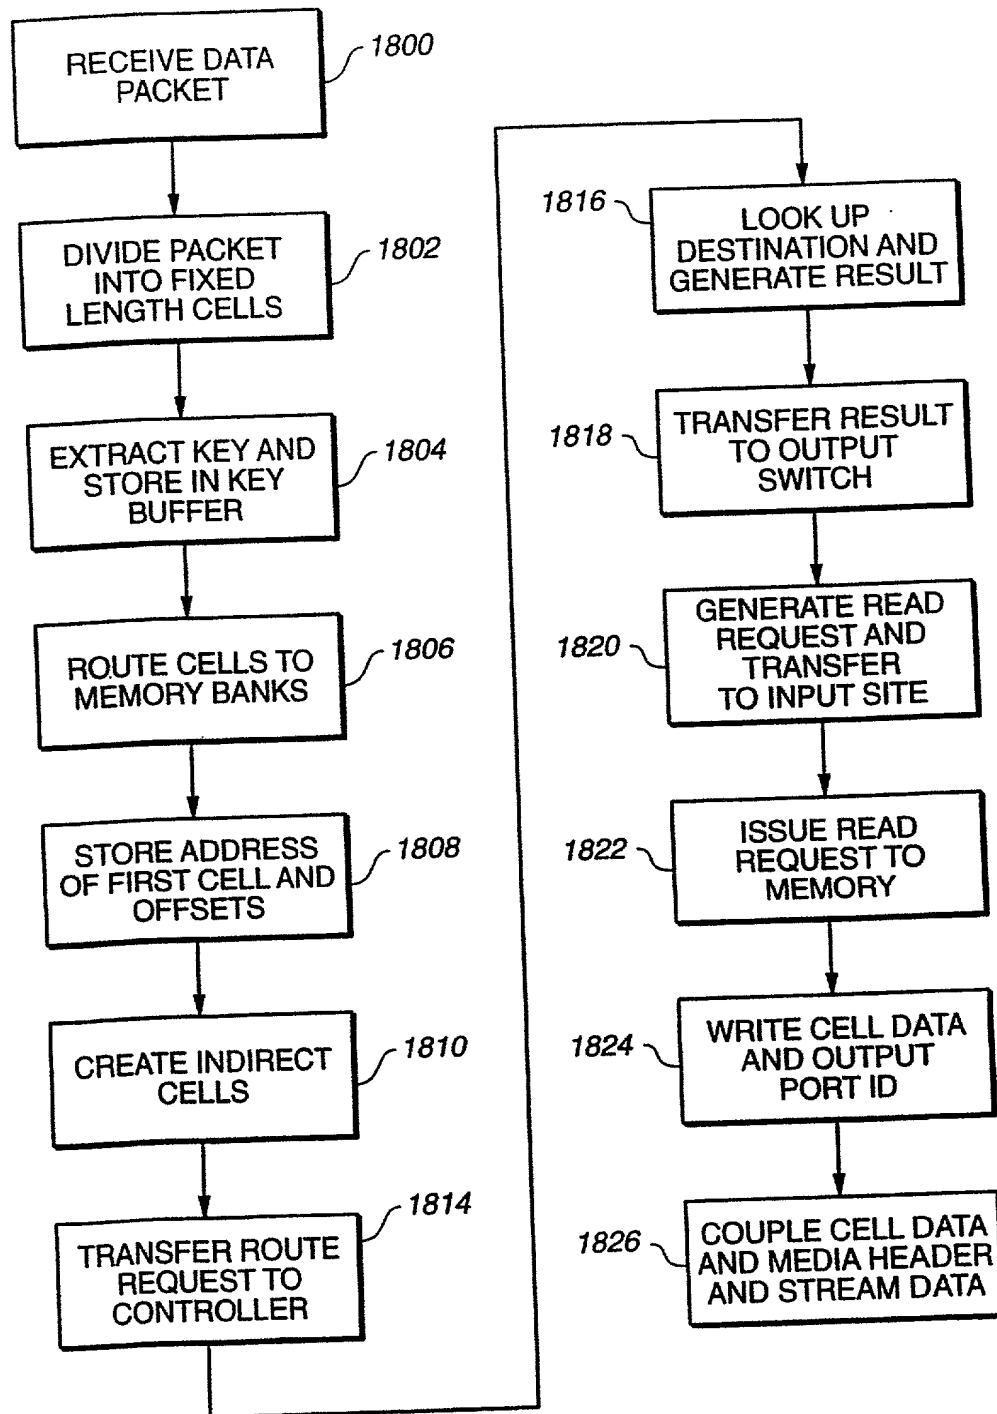 RECEIVE DATA
PACKET
1800
DIVIDE PACKET
INTO FIXED
LENGTH CELLS
1802
EXTRACT KEY AND
STORE IN KEY
BUFFER
1804
ROUTE CELLS TO
MEMORY BANKS
1806
STORE ADDRESS
OF FIRST CELL AND
OFFSETS
1808
CREATE INDIRECT
CELLS
1810
TRANSFER ROUTE
REQUEST TO
CONTROLLER
1814
1816
LOOK UP
DESTINATION AND
GENERATE RESULT
1818
TRANSFER RESULT
TO OUTPUT
SWITCH
1820
GENERATE READ
REQUEST AND
TRANSFER
TO INPUT SITE
1822
ISSUE READ
REQUEST TO
MEMORY
1824
WRITE CELL DATA
AND OUTPUT
PORT ID
1826
COUPLE CELL DATA
AND MEDIA HEADER
AND STREAM DATA